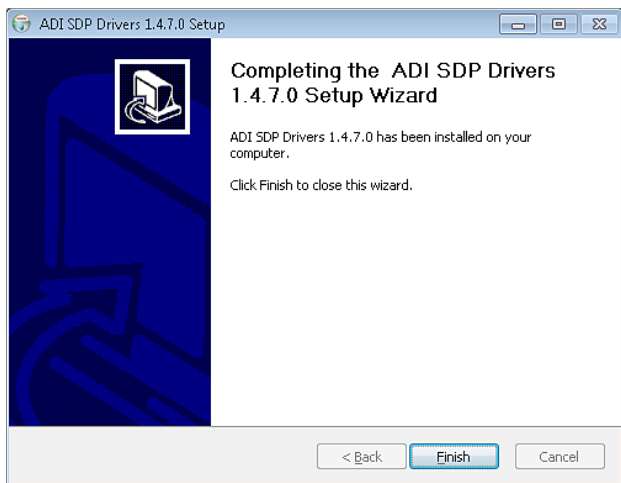 ADI SDP Drivers 1.4.7.0 Setup
Completing the ADI SDP Drivers
1.4.7.0 Setup Wizard
ADI SDP Drivers 1.4.7.0 has been installed on your
computer.
Click Finish to close this wizard.
< Back
Finish
Cancel